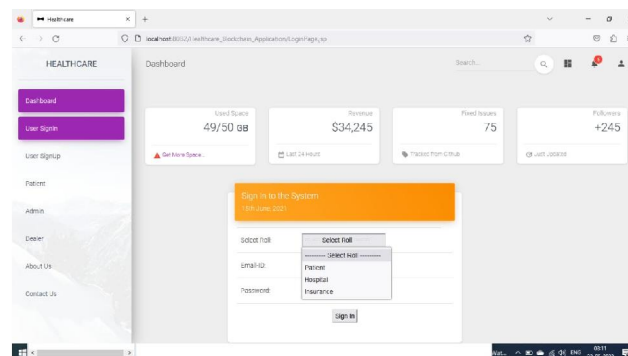 Healthcare
localhost:8082/Healthcare_Blockchain_Application/LoginPage.jsp
HEALTHCARE
Dashboard
Search...
Dashboard
User SignIn
User SignUp
Patient
Admin
Dealer
About Us
Contact Us
Used Space
49/50 GB
Get More Space...
Revenue
$34,245
Last 24 Hours
Fixed Issues
75
Tracked from Github
Followers
+245
Just Updated
Sign In to the System
15th June, 2021
Select Roll
Select Roll
-------- Select Roll --------
Patient
Hospital
Insurance
Email-ID:
Password:
Sign In
ENG